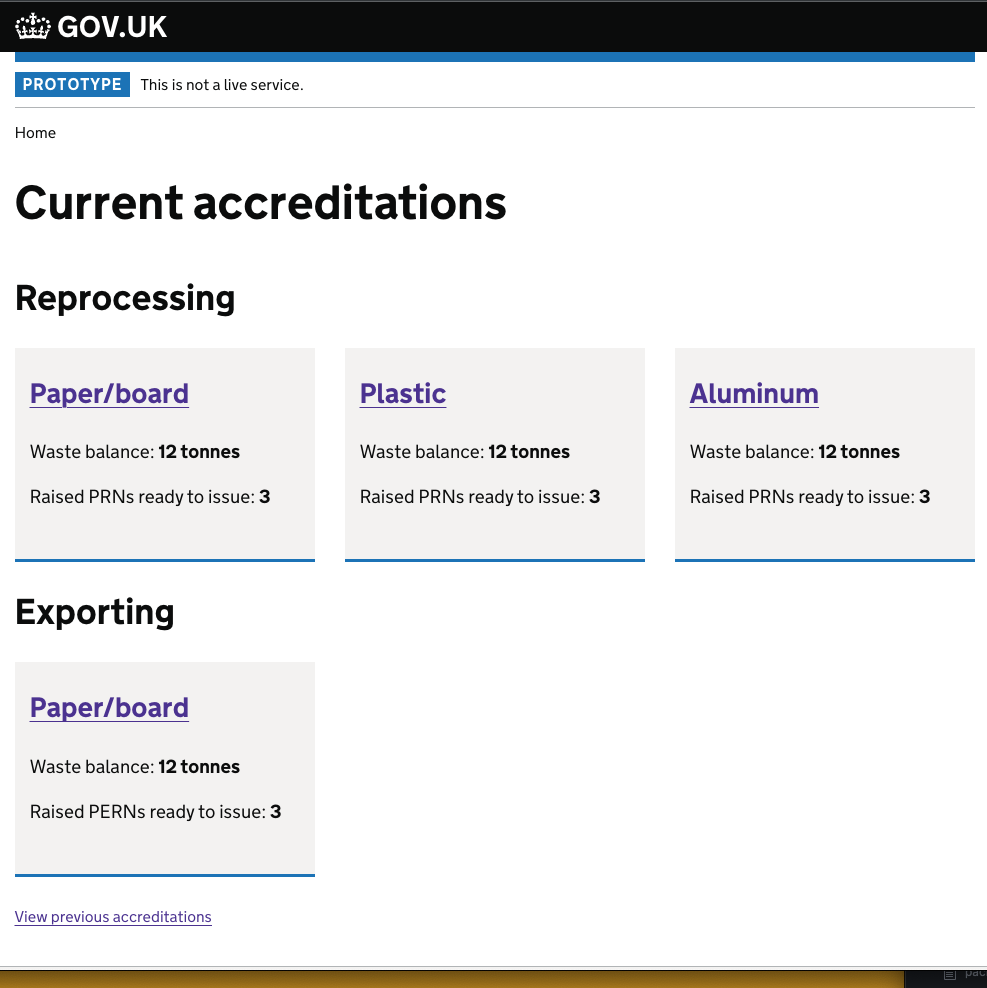 GOV.UK
PROTOTYPE This is not a live service.
Home
Current accreditations
Reprocessing
Paper/board
Waste balance: 12 tonnes
Raised PRNs ready to issue: 3
Plastic
Waste balance: 12 tonnes
Raised PRNs ready to issue: 3
Aluminum
Waste balance: 12 tonnes
Raised PRNs ready to issue: 3
Exporting
Paper/board
Waste balance: 12 tonnes
Raised PERNs ready to issue: 3
View previous accreditations